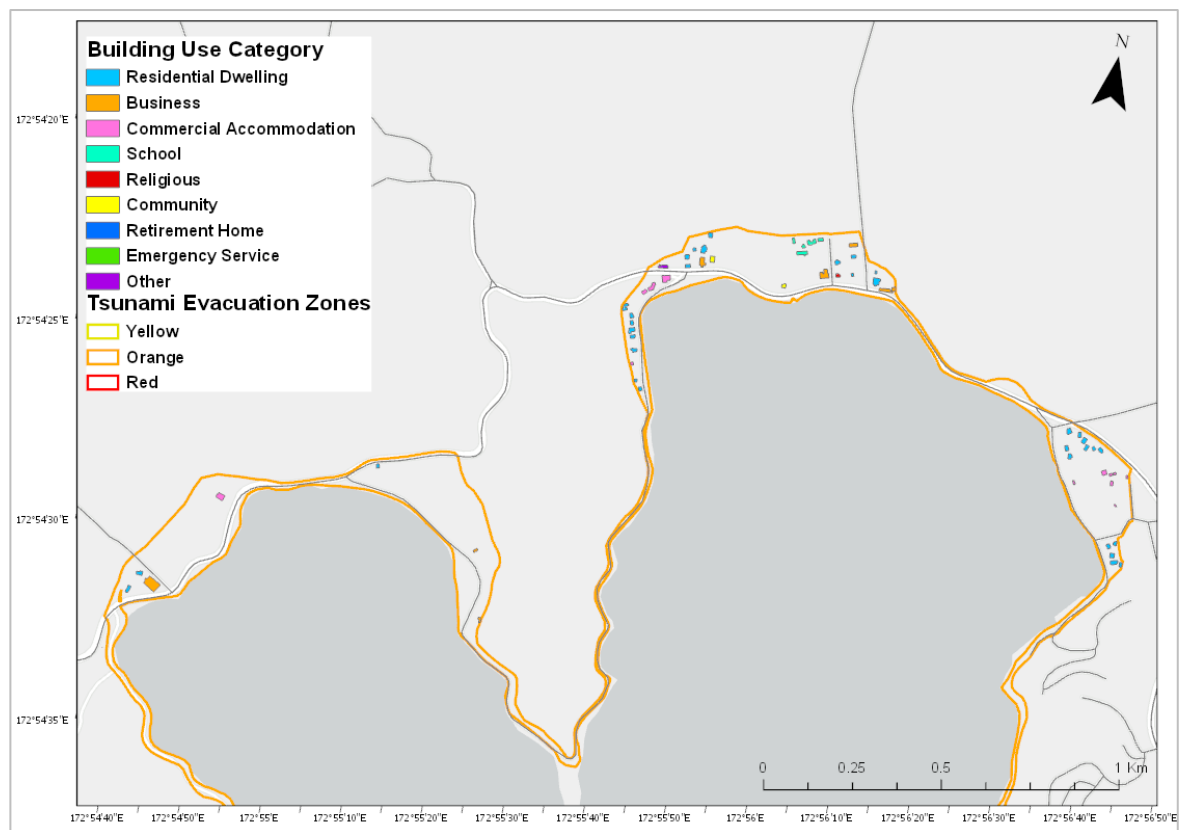 Building Use Category
Residential Dwelling
Business
Commercial Accommodation
School
Religious
Community
Retirement Home
Emergency Service
Other
Tsunami Evacuation Zones
Yellow
Orange
Red
N
172°54'20"E
172°54'25"E
172°54'30"E
172°54'35"E
0 0.25 0.5 1 Km
172°54'40"E 172°54'50"E 172°55'E 172°55'10"E 172°55'20"E 172°55'30"E 172°55'40"E 172°55'50"E 172°56'E 172°56'10"E 172°56'20"E 172°56'30"E 172°56'40"E 172°56'50"E